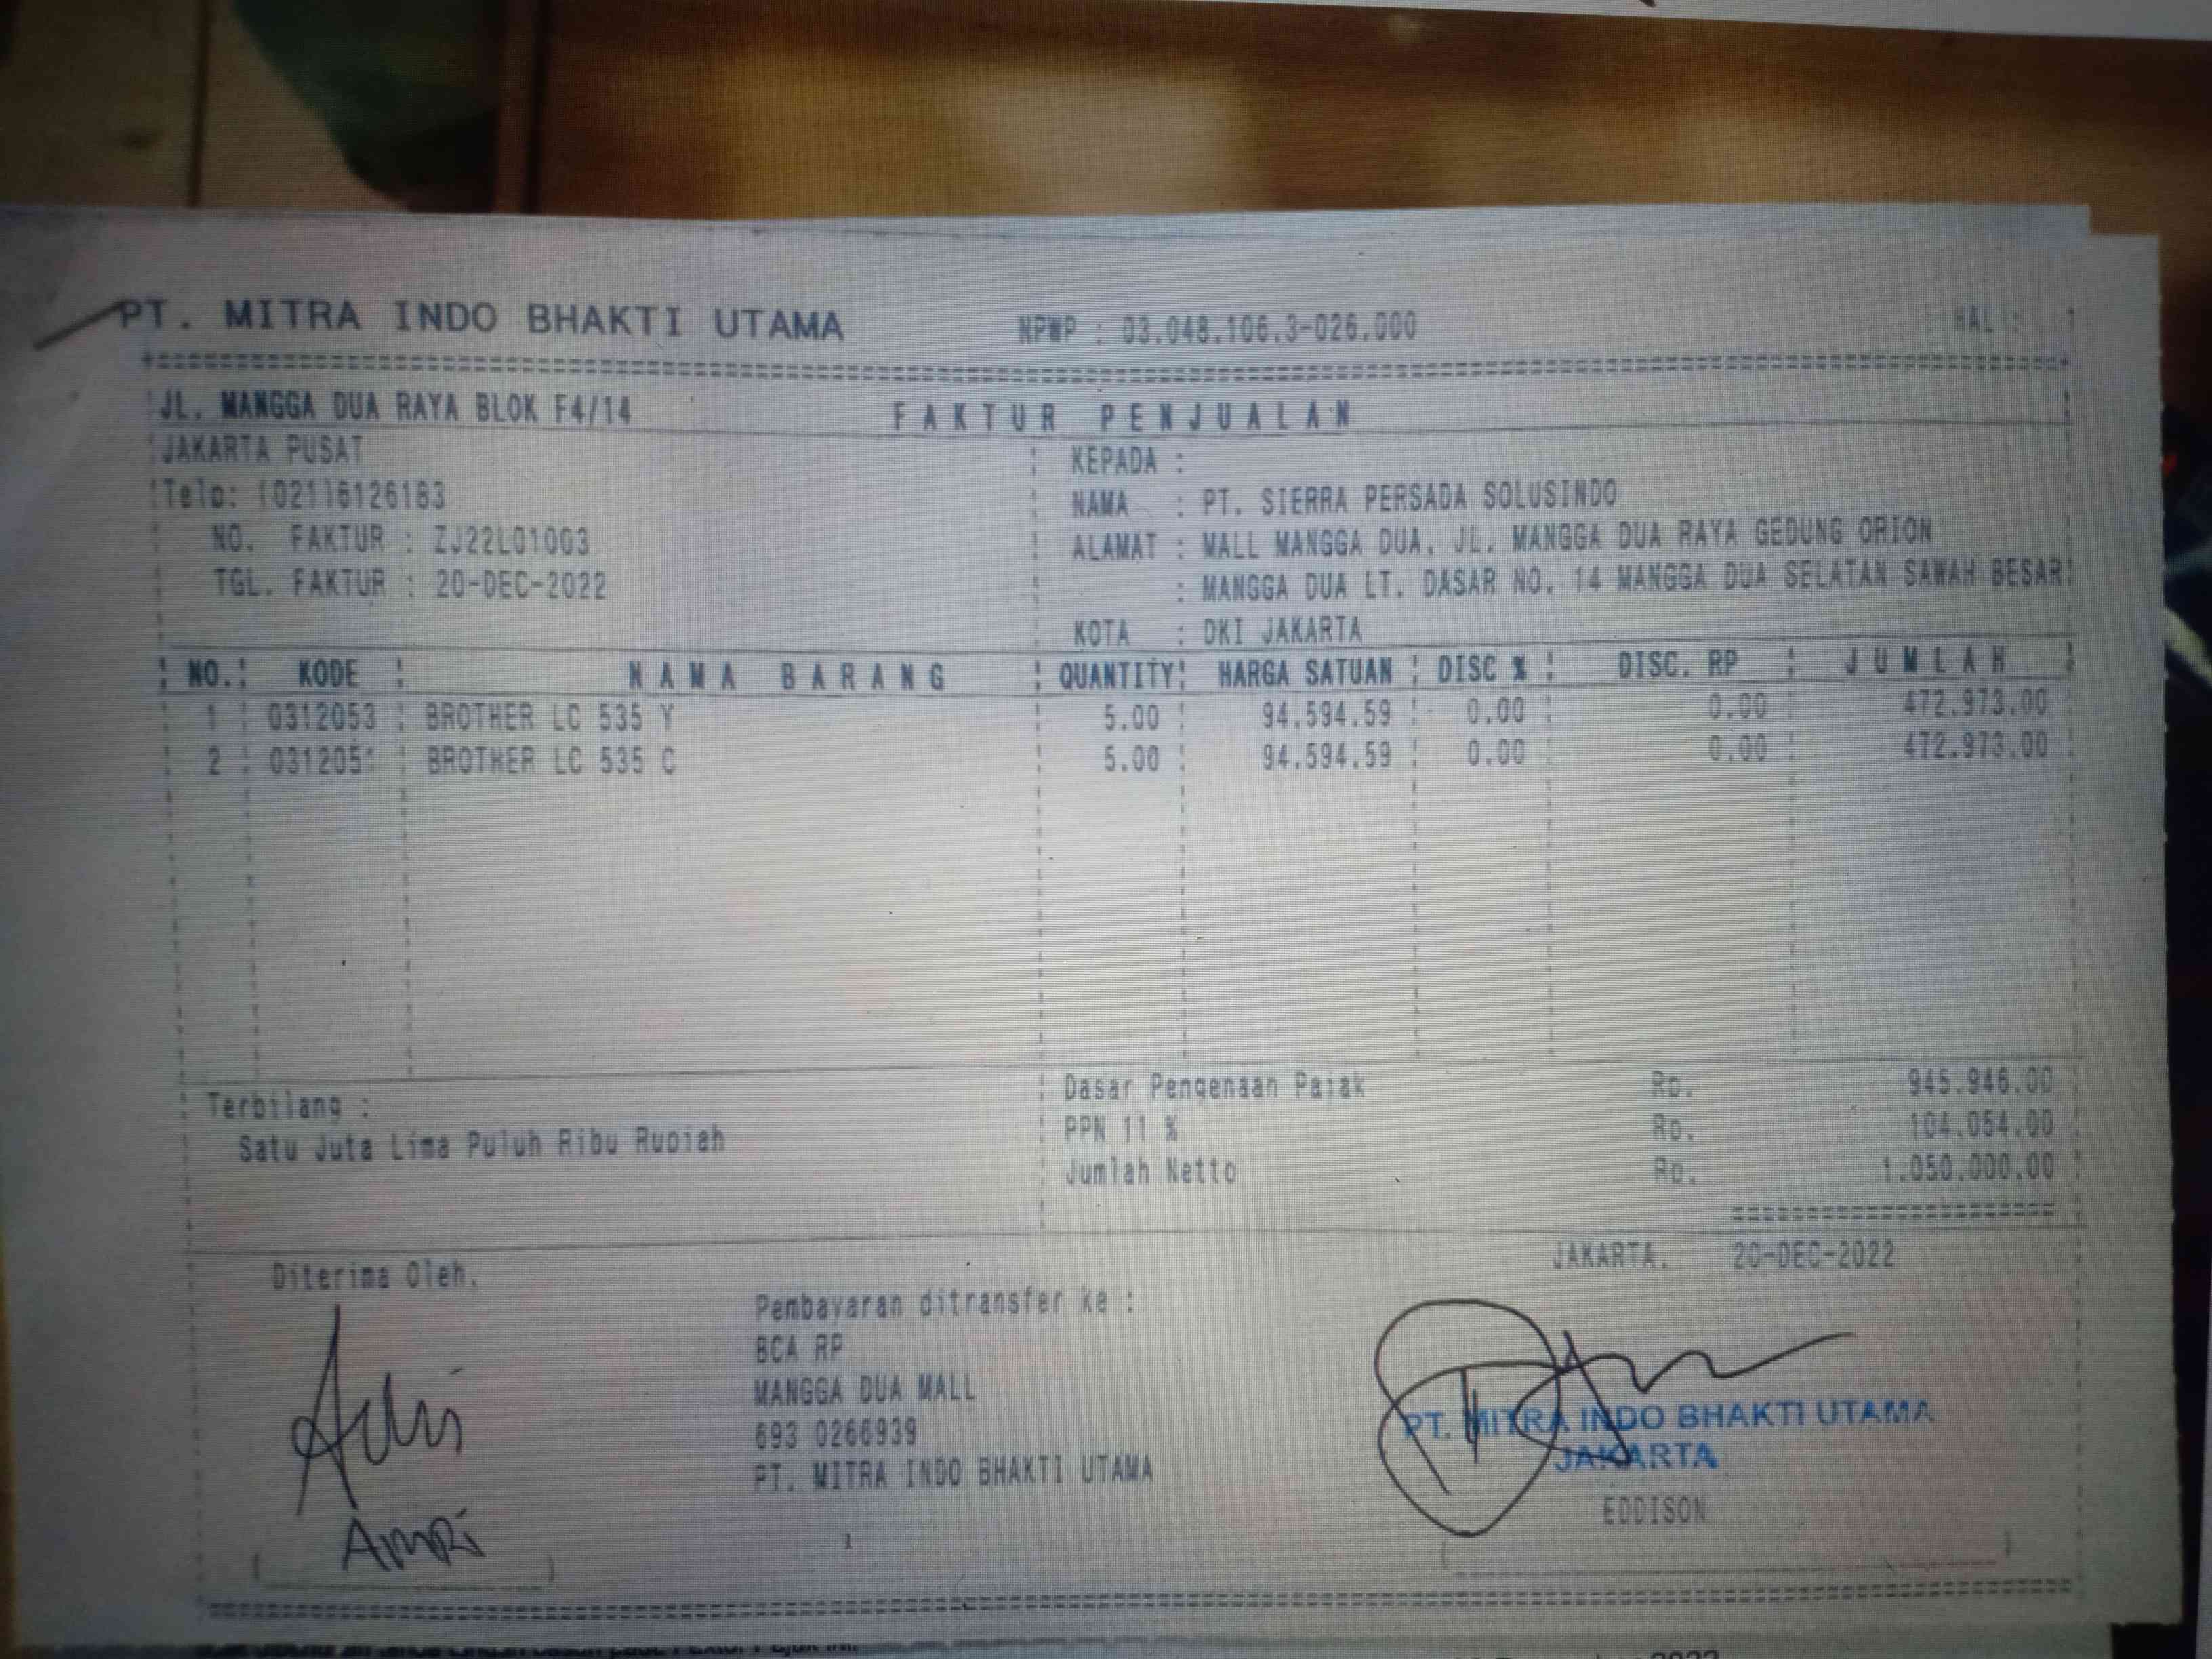 PT. MITRA INDO BHAKTI UTAMA NPWP : 03.048.106.3-026.000 HAL : 1
JL. MANGGA DUA RAYA BLOK F4/14 FAKTUR PENJUALAN
JAKARTA PUSAT
KEPADA :
Telp: (021)6126183
NAMA : PT. SIERRA PERSADA SOLUSINDO
NO. FAKTUR : ZJ22L01003
ALAMAT : MALL MANGGA DUA, JL. MANGGA DUA RAYA GEDUNG ORION
TGL. FAKTUR : 20-DEC-2022
: MANGGA DUA LT. DASAR NO. 14 MANGGA DUA SELATAN SAWAH BESAR
KOTA : DKI JAKARTA
NO. KODE NAMA BARANG QUANTITY HARGA SATUAN DISC % DISC. RP JUMLAH
1 0312053 BROTHER LC 535 Y 5.00 94,594.59 0.00 0.00 472,973.00
2 0312051 BROTHER LC 535 C 5.00 94,594.59 0.00 0.00 472,973.00
Terbilang :
Satu Juta Lima Puluh Ribu Rupiah
Dasar Pengenaan Pajak Rp. 945,946.00
PPN 11 % Rp. 104,054.00
Jumlah Netto Rp. 1,050,000.00
JAKARTA, 20-DEC-2022
Diterima Oleh,
Pembayaran ditransfer ke :
BCA RP
MANGGA DUA MALL
693 0266939
PT. MITRA INDO BHAKTI UTAMA
PT. MITRA INDO BHAKTI UTAMA
JAKARTA
EDDISON
AMRi